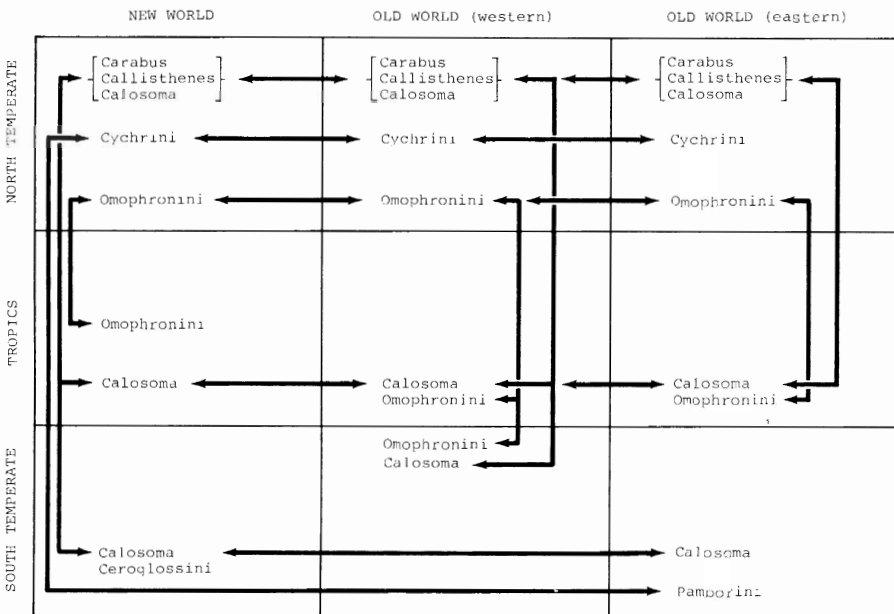 NEW WORLD
OLD WORLD (western)
OLD WORLD (eastern)
NORTH TEMPERATE
Carabus
Callisthenes
Calosoma
Carabus
Callisthenes
Calosoma
Carabus
Callisthenes
Calosoma
Cychrini
Cychrini
Cychrini
Omophronini
Omophronini
Omophronini
TROPICS
Omophronini
Calosoma
Calosoma
Omophronini
Calosoma
Omophronini
SOUTH TEMPERATE
Omophronini
Calosoma
Calosoma
Ceroglossini
Calosoma
Pamborini